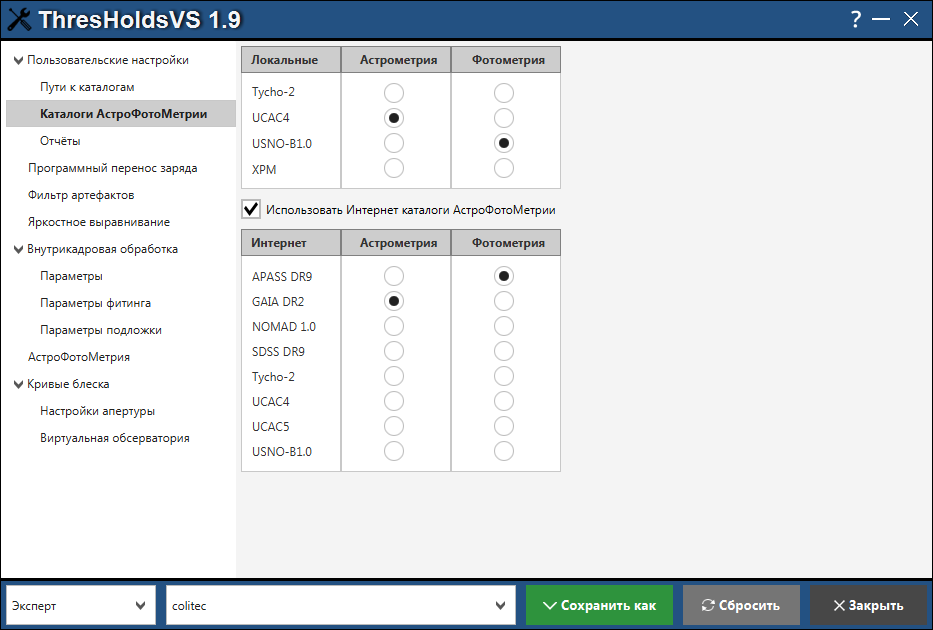 ThresHoldsVS 1.9
?
Пользовательские настройки
Пути к каталогам
Каталоги АстроФотоМетрии
Отчёты
Программный перенос заряда
Фильтр артефактов
Яркостное выравнивание
Внутрикадровая обработка
Параметры
Параметры фитинга
Параметры подложки
АстроФотоМетрия
Кривые блеска
Настройки апертуры
Виртуальная обсерватория
Локальные Астрометрия Фотометрия
Tycho-2
UCAC4
USNO-B1.0
XPM
Использовать Интернет каталоги АстроФотоМетрии
Интернет Астрометрия Фотометрия
APASS DR9
GAIA DR2
NOMAD 1.0
SDSS DR9
Tycho-2
UCAC4
UCAC5
USNO-B1.0
Эксперт colitec Сохранить как Сбросить Закрыть